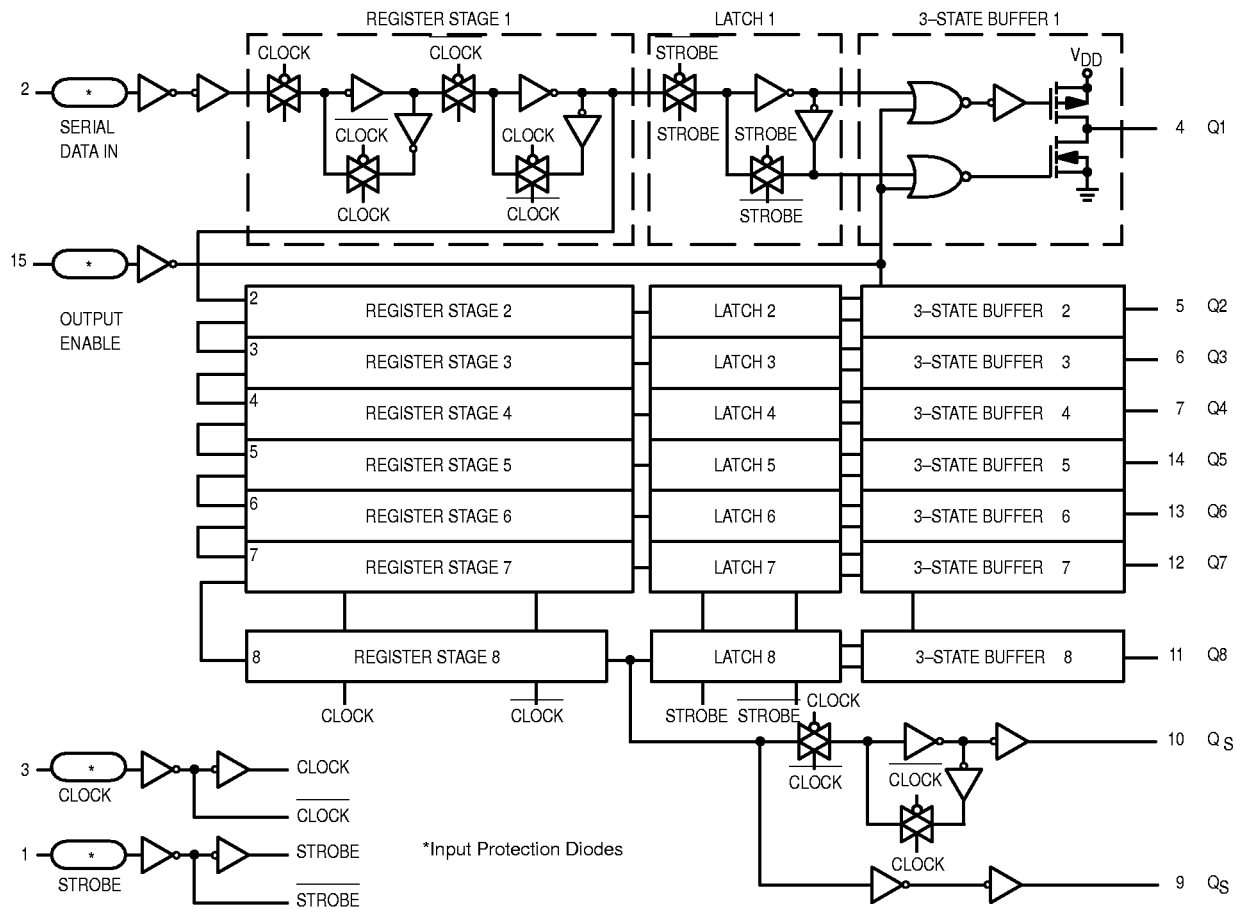 REGISTER STAGE 1
LATCH 1
3–STATE BUFFER 1
CLOCK
CLOCK
STROBE
VDD
2
*
SERIAL
DATA IN
CLOCK
CLOCK
STROBE
STROBE
4 Q1
CLOCK
CLOCK
STROBE
15
*
OUTPUT
ENABLE
2 REGISTER STAGE 2 LATCH 2 3–STATE BUFFER 2 5 Q2
3 REGISTER STAGE 3 LATCH 3 3–STATE BUFFER 3 6 Q3
4 REGISTER STAGE 4 LATCH 4 3–STATE BUFFER 4 7 Q4
5 REGISTER STAGE 5 LATCH 5 3–STATE BUFFER 5 14 Q5
6 REGISTER STAGE 6 LATCH 6 3–STATE BUFFER 6 13 Q6
7 REGISTER STAGE 7 LATCH 7 3–STATE BUFFER 7 12 Q7
8 REGISTER STAGE 8 LATCH 8 3–STATE BUFFER 8 11 Q8
CLOCK
CLOCK
STROBE
STROBE
CLOCK
CLOCK
CLOCK
CLOCK
10 QS
3
*
CLOCK
CLOCK
CLOCK
1
*
STROBE
STROBE
STROBE
*Input Protection Diodes
9 QS